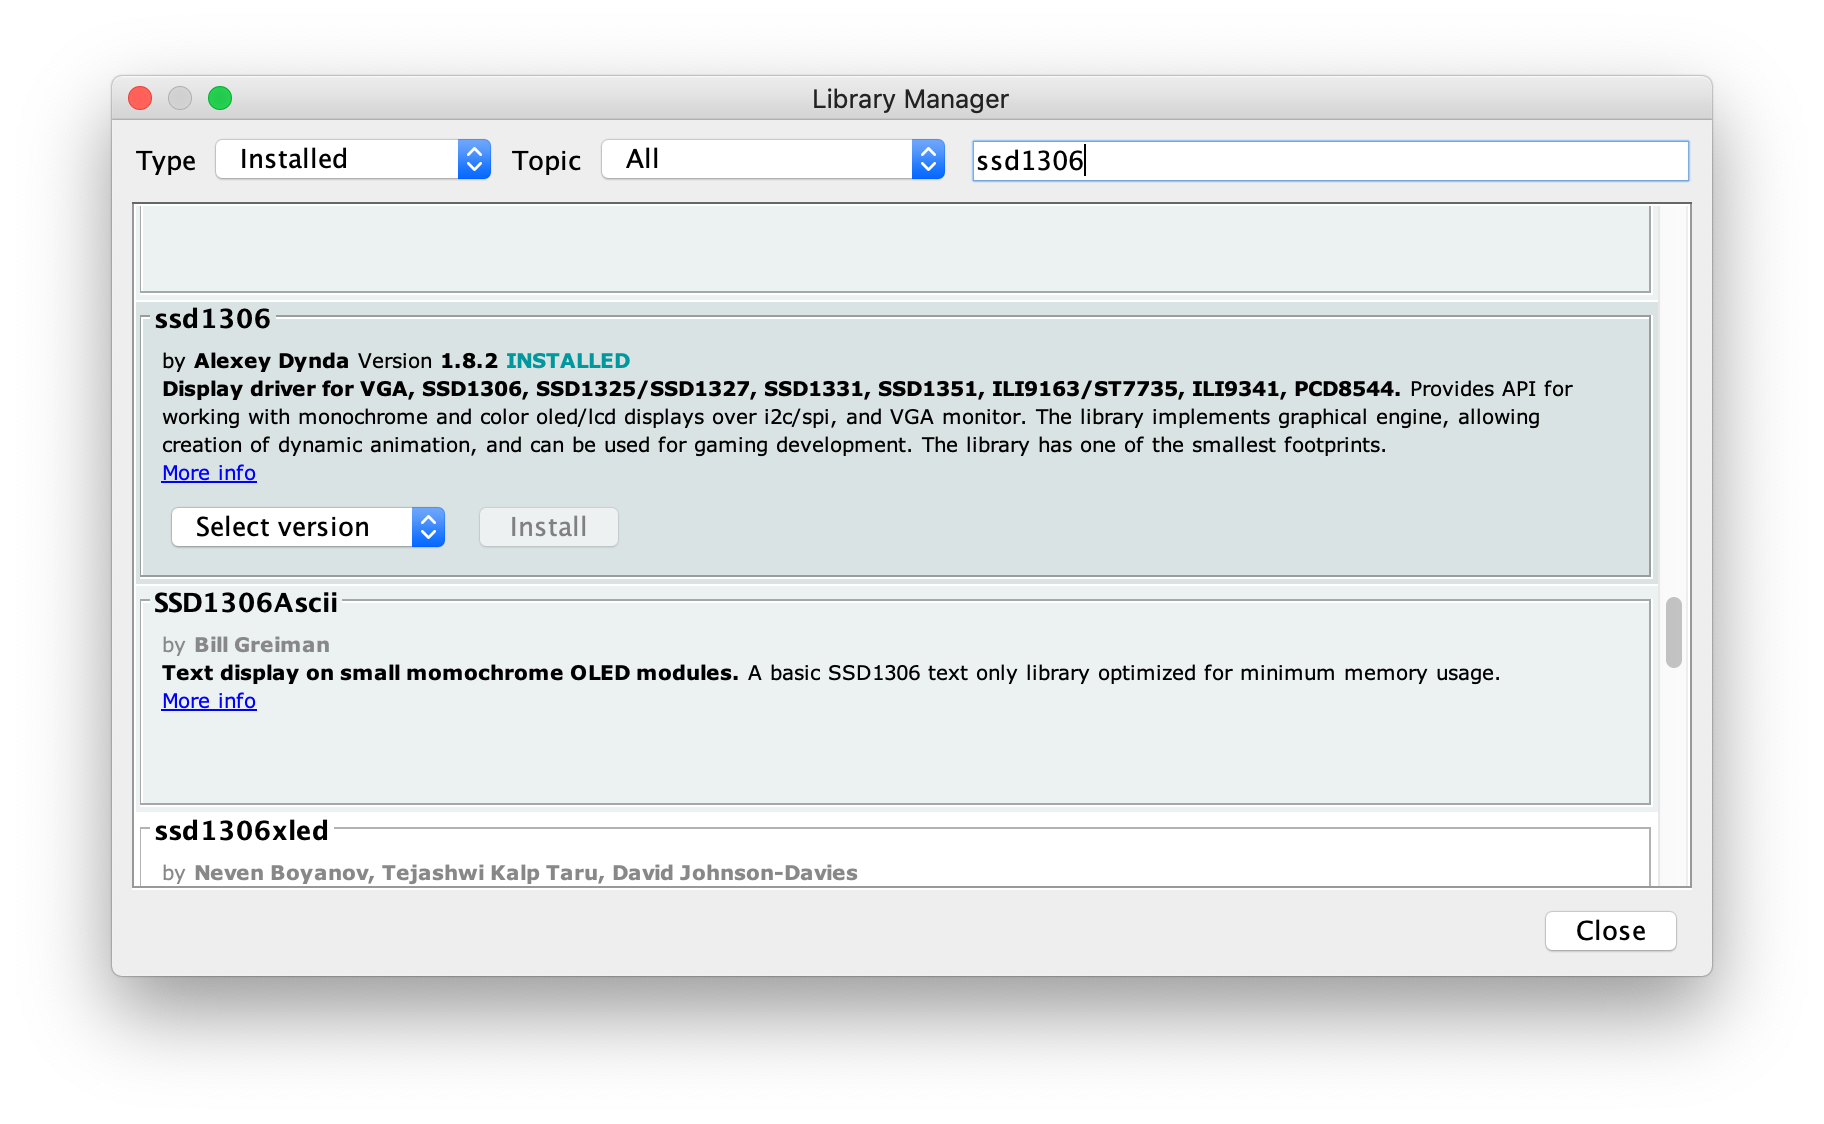 Library Manager
Type Installed Topic All ssd1306
ssd1306
by Alexey Dynda Version 1.8.2 INSTALLED
Display driver for VGA, SSD1306, SSD1325/SSD1327, SSD1331, SSD1351, ILI9163/ST7735, ILI9341, PCD8544. Provides API for
working with monochrome and color oled/lcd displays over i2c/spi, and VGA monitor. The library implements graphical engine, allowing
creation of dynamic animation, and can be used for gaming development. The library has one of the smallest footprints.
More info
Select version Install
SSD1306Ascii
by Bill Greiman
Text display on small momochrome OLED modules. A basic SSD1306 text only library optimized for minimum memory usage.
More info
ssd1306xled
by Neven Boyanov, Tejashwi Kalp Taru, David Johnson-Davies
Close